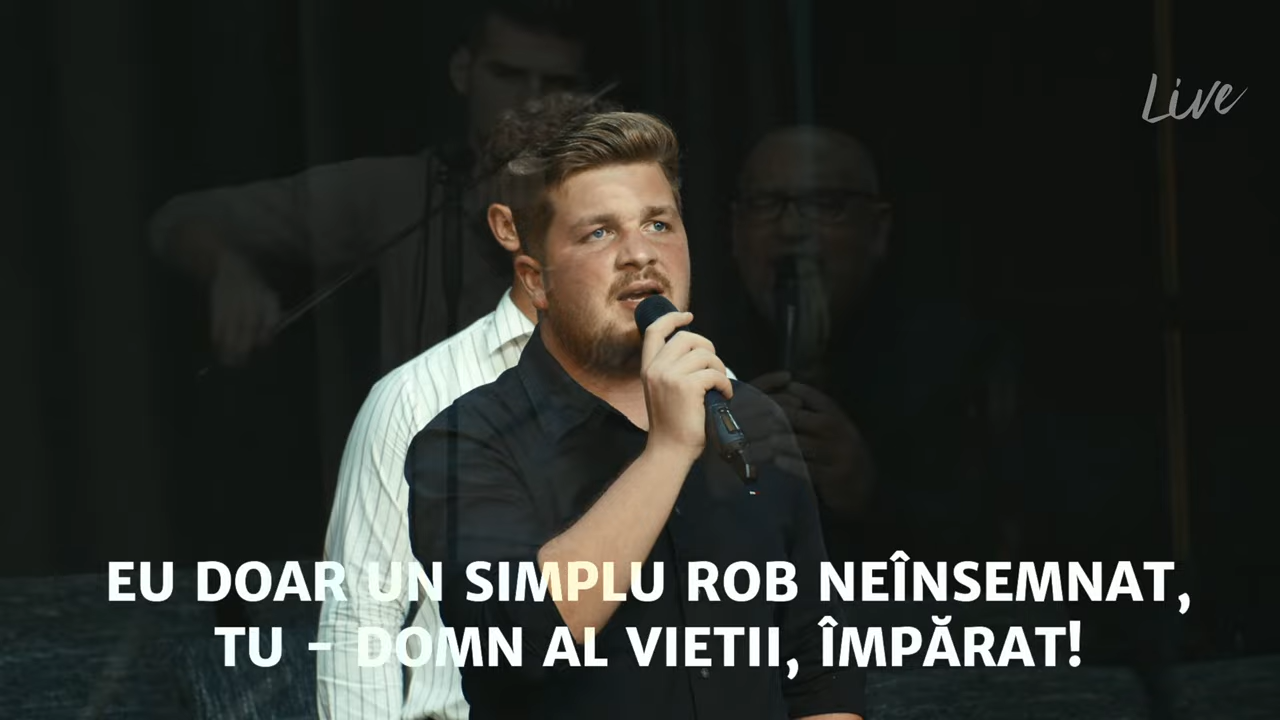 Live
EU DOAR UN SIMPLU ROB NEÎNSEMNAT,
TU - DOMN AL VIEȚII, ÎMPĂRAT!